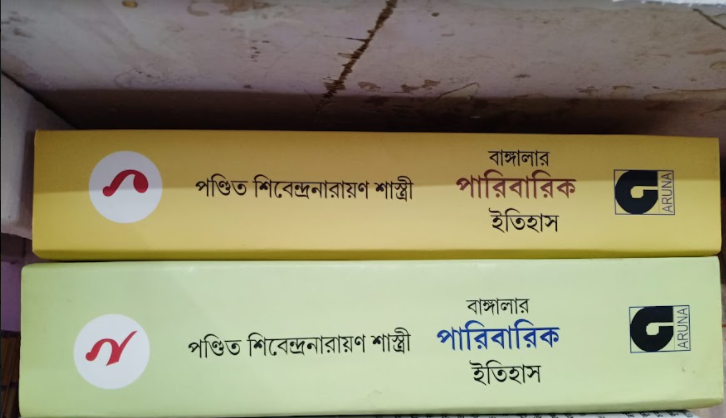 ১
পণ্ডিত শিবেন্দ্রনারায়ণ শাস্ত্রী
বাঙ্গালার
পারিবারিক
ইতিহাস
ARUNA
২
পণ্ডিত শিবেন্দ্রনারায়ণ শাস্ত্রী
বাঙ্গালার
পারিবারিক
ইতিহাস
ARUNA